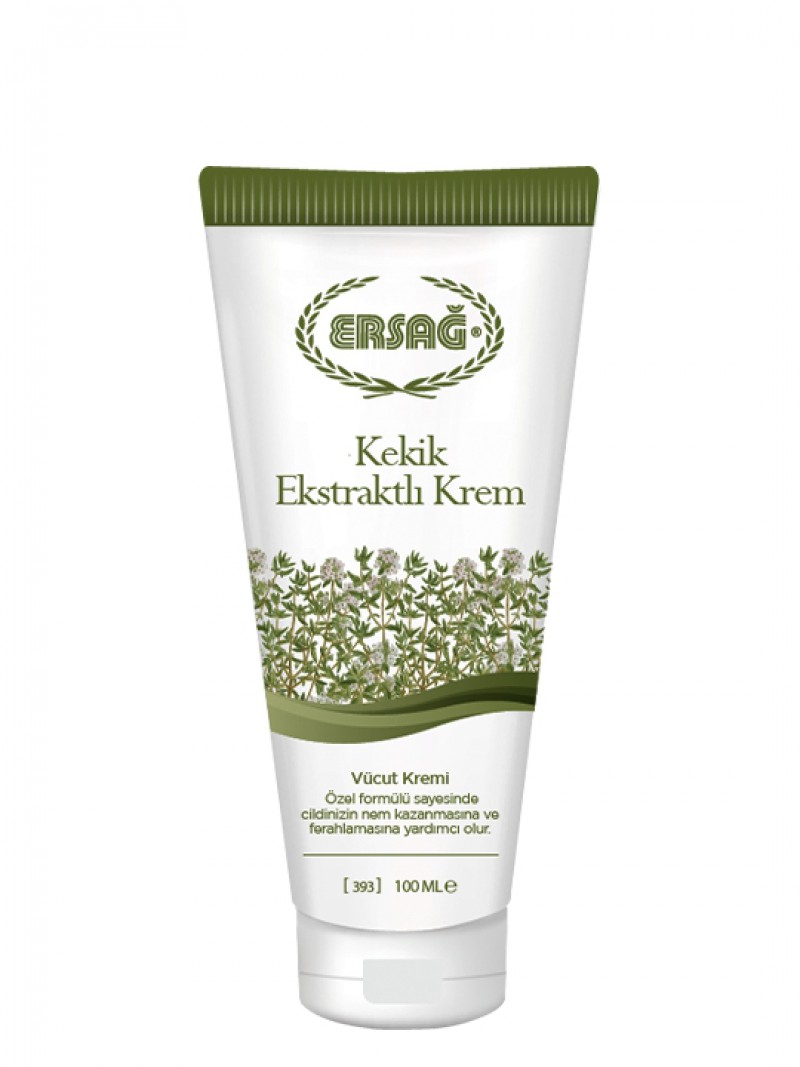 ERSAĞ®
Kekik
Ekstraktlı Krem
Vücut Kremi
Özel formülü sayesinde
cildinizin nem kazanmasına ve
ferahlamasına yardımcı olur.
[393] 100 ML e